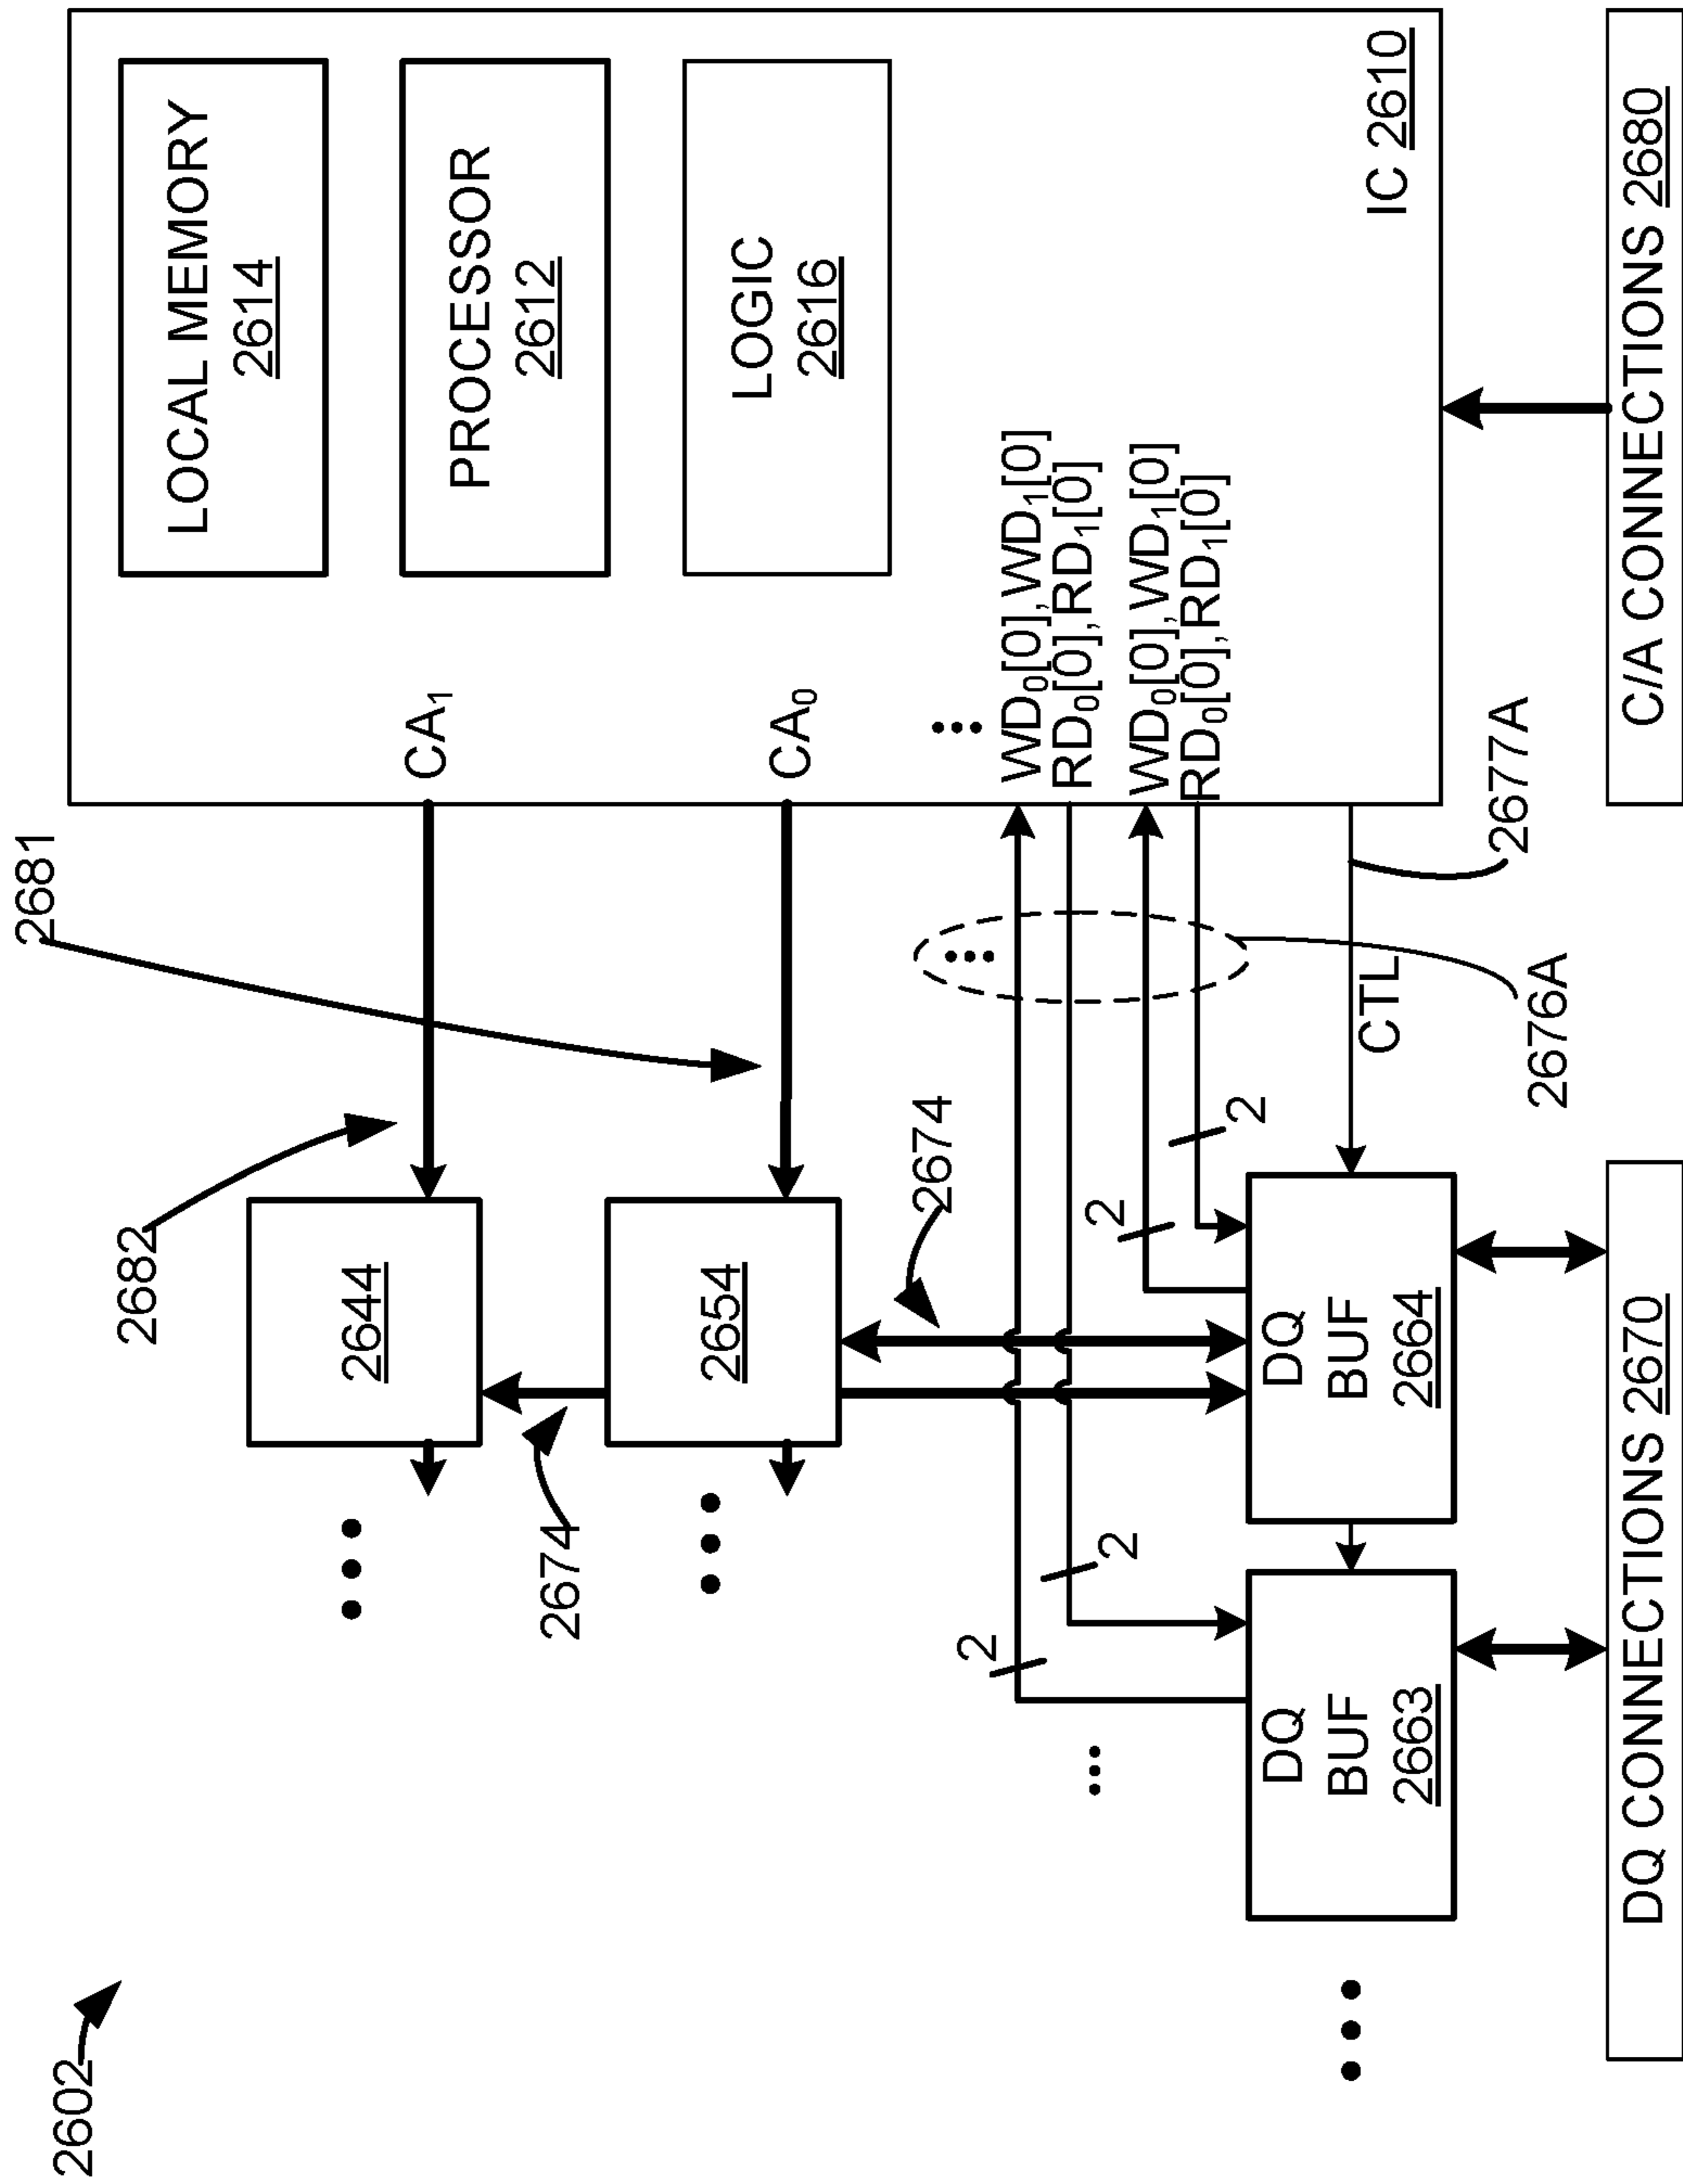 2602
2682
2681
LOCAL MEMORY
2614
PROCESSOR
2612
LOGIC
2616
CA1
CA0
2644
2674
2654
2674
WD0[0],WD1[0]
RD0[0],RD1[0]
WD0[0],WD1[0]
RD0[0],RD1[0]
2
2
2
2
DQ
BUF
2663
DQ
BUF
2664
CTL
2676A
2677A
IC 2610
DQ CONNECTIONS 2670
C/A CONNECTIONS 2680